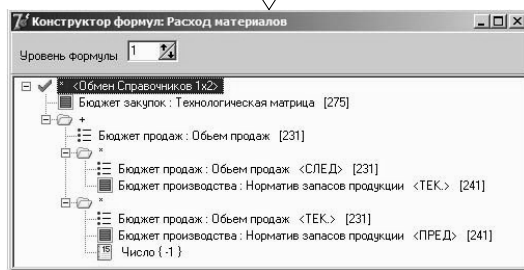 Конструктор формул: Расход материалов
Уровень формулы 1
* <Обмен Справочников 1x2>
Бюджет закупок : Технологическая матрица [275]
+
Бюджет продаж : Обьем продаж [231]
*
Бюджет продаж : Обьем продаж <СЛЕД> [231]
Бюджет производства : Норматив запасов продукции <ТЕК.> [241]
*
Бюджет продаж : Обьем продаж <ТЕК.> [231]
Бюджет производства : Норматив запасов продукции <ПРЕД> [241]
15 Число { -1 }